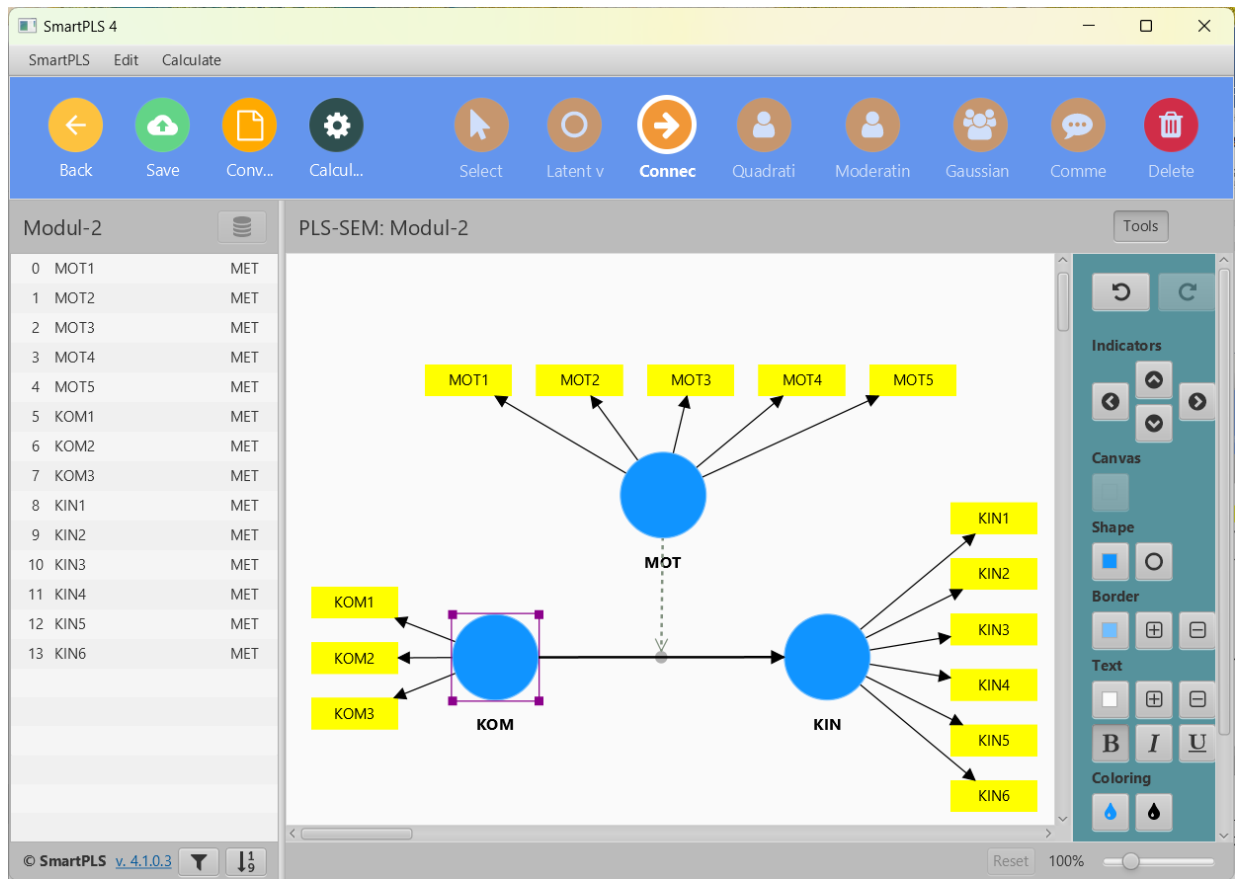 SmartPLS 4
SmartPLS Edit Calculate
Back Save Conv... Calcul... Select Latent v Connec Quadrati Moderatin Gaussian Comme Delete
Modul-2
PLS-SEM: Modul-2
Tools
0 MOT1 MET
1 MOT2 MET
2 MOT3 MET
3 MOT4 MET
4 MOT5 MET
5 KOM1 MET
6 KOM2 MET
7 KOM3 MET
8 KIN1 MET
9 KIN2 MET
10 KIN3 MET
11 KIN4 MET
12 KIN5 MET
13 KIN6 MET
MOT1 MOT2 MOT3 MOT4 MOT5
MOT
KOM1
KOM2
KOM3
KOM
KIN
KIN1
KIN2
KIN3
KIN4
KIN5
KIN6
Indicators
Canvas
Shape
Border
Text
B I U
Coloring
© SmartPLS v. 4.1.0.3
1
9
Reset 100%